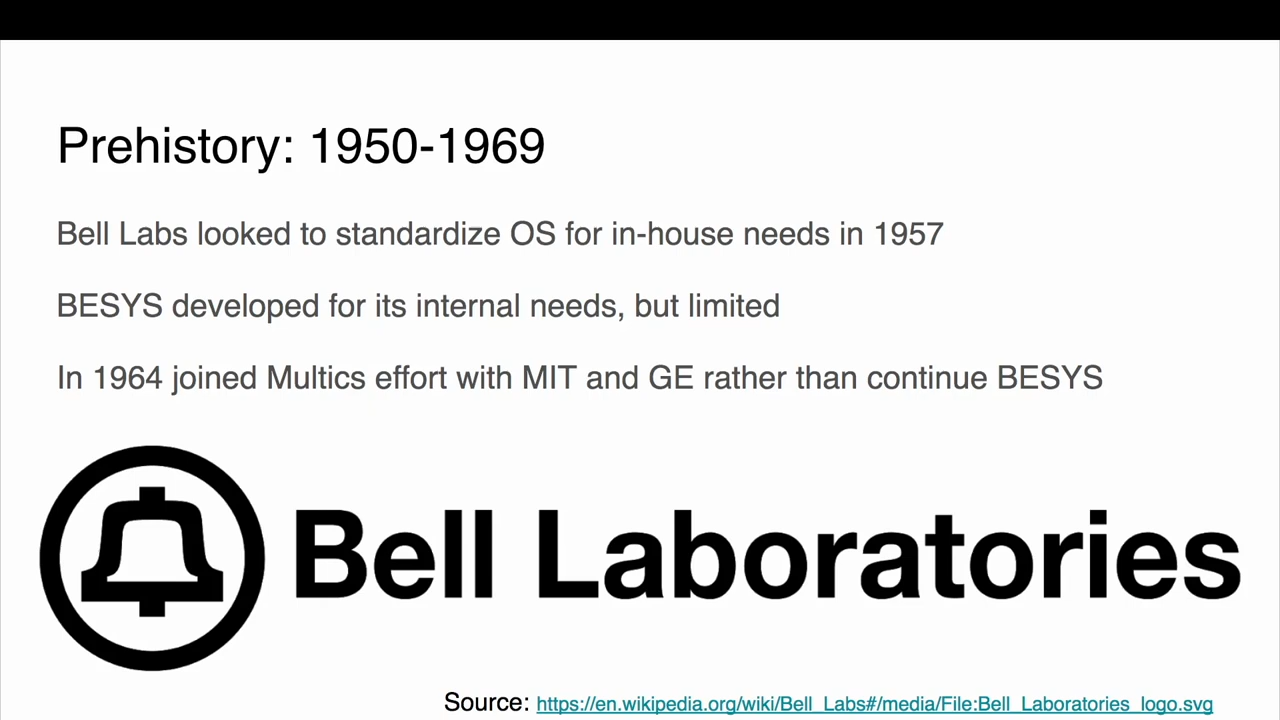 Prehistory: 1950-1969
Bell Labs looked to standardize OS for in-house needs in 1957
BESYS developed for its internal needs, but limited
In 1964 joined Multics effort with MIT and GE rather than continue BESYS
Bell Laboratories
Source: https://en.wikipedia.org/wiki/Bell_Labs#/media/File:Bell_Laboratories_logo.svg